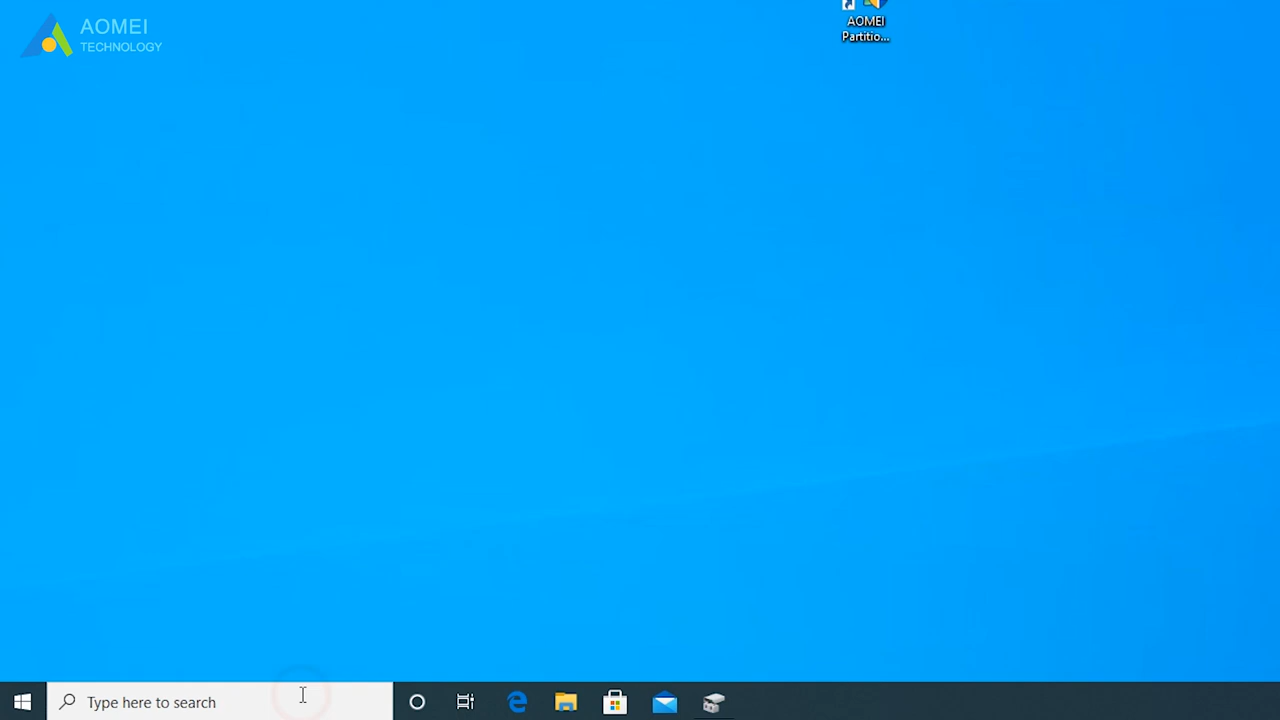 AOMEI
TECHNOLOGY
AOMEI
Partitio...
Type here to search